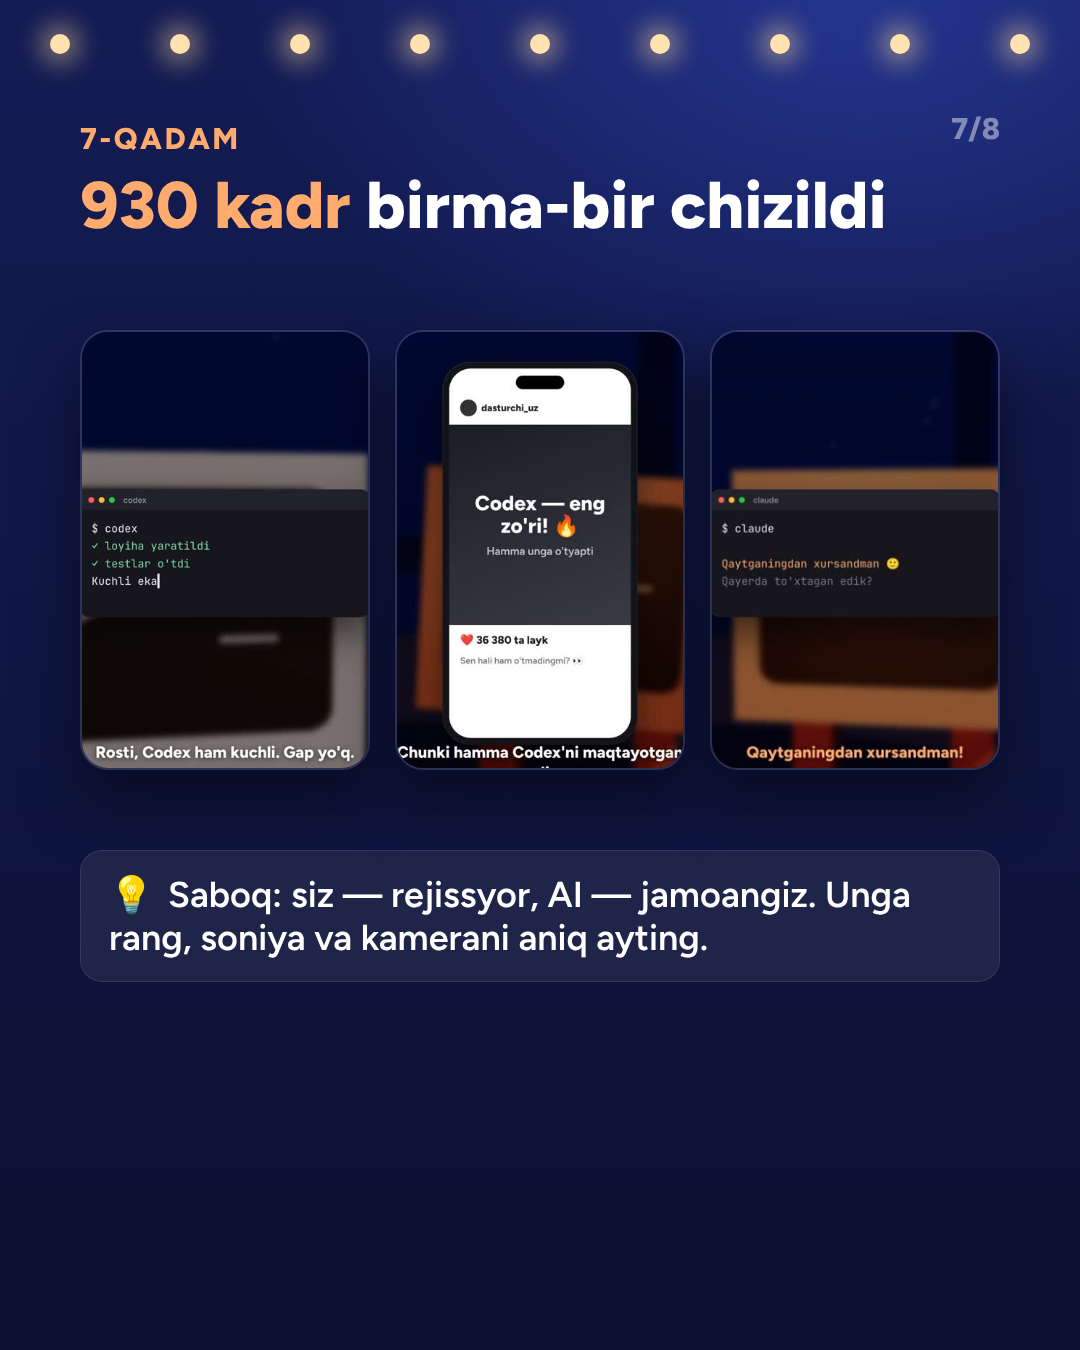 7-QADAM
7/8
930 kadr birma-bir chizildi
codex
$ codex
✓ loyiha yaratildi
✓ testlar o'tdi
Kuchli eka
Rosti, Codex ham kuchli. Gap yo'q.
dasturchi_uz
Codex — eng
zo'ri! 🔥
Hamma unga o'tyapti
❤️ 36 380 ta layk
Sen hali ham o'tmadingmi? 👀
Chunki hamma Codex'ni maqtayotgan
claude
$ claude
Qaytganingdan xursandman 🙂
Qayerda to'xtagan edik?
Qaytganingdan xursandman!
💡 Saboq: siz — rejissyor, AI — jamoangiz. Unga
rang, soniya va kamerani aniq ayting.